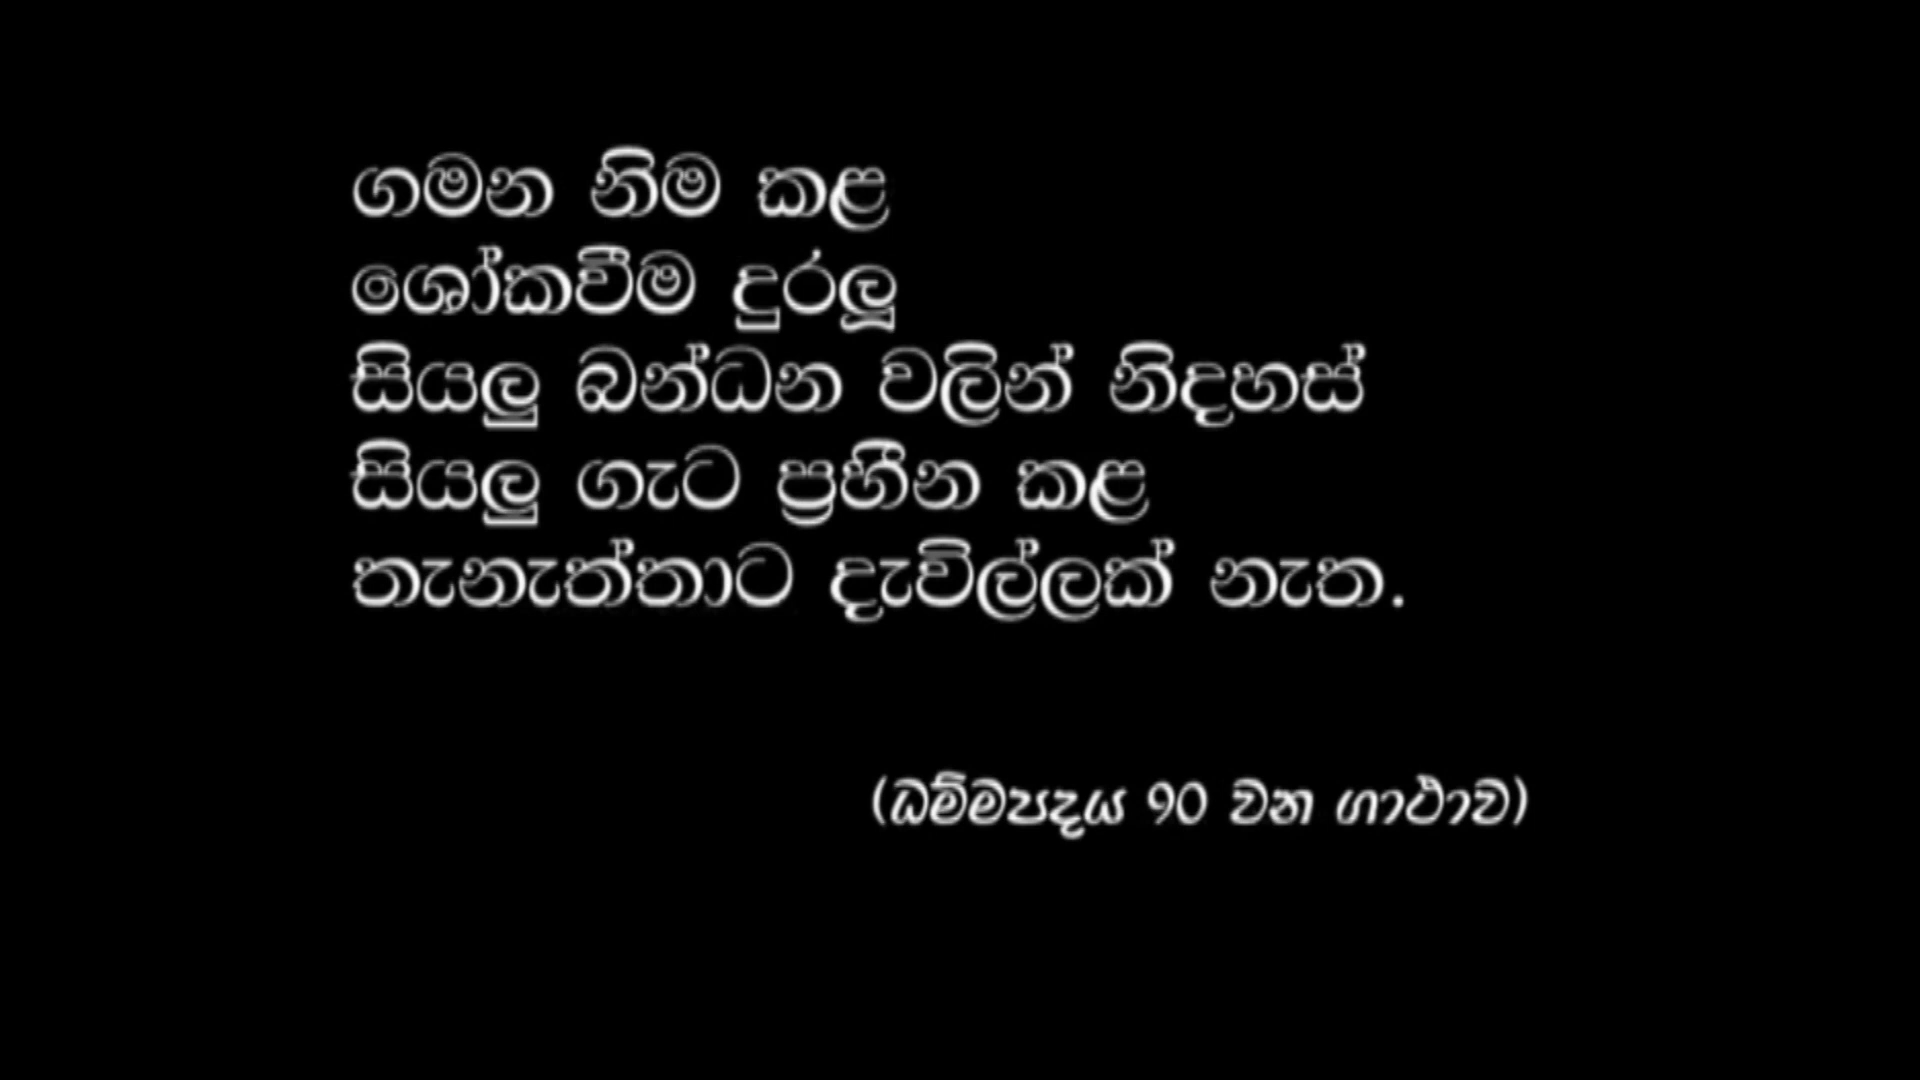 ගමන නිම කළ
ශෝකවීම දුරලූ
සියලු බන්ධන වලින් නිදහස්
සියලු ගැට ප්‍රහීන කළ
තැනැත්තාට දැවිල්ලක් නැත.
(ධම්මපදය 90 වන ගාථාව)